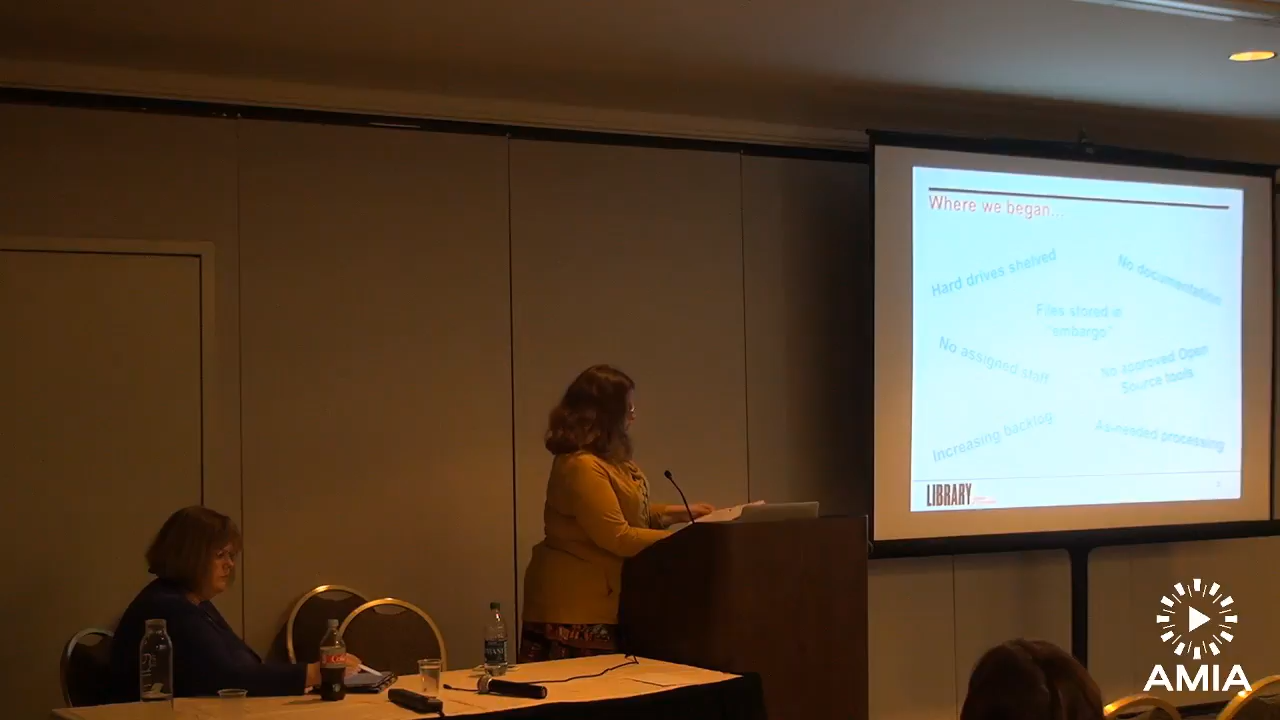 Where we began...
Hard drives shelved
No documentation
Files stored in
"embargo"
No assigned staff
No approved Open
Source tools
Increasing backlog
As-needed processing
LIBRARY
AMIA